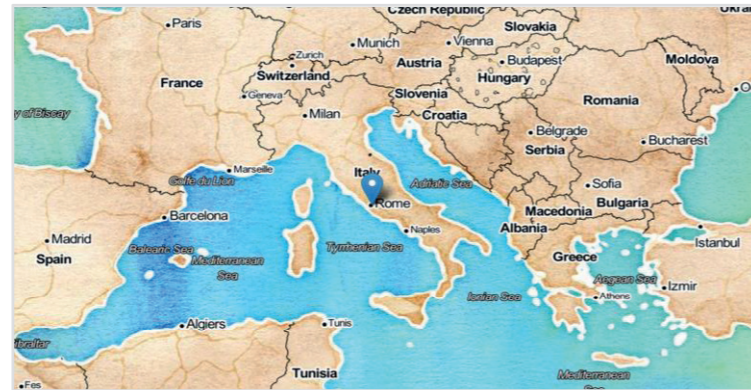 Czech Republic
Ukrai
Paris
Slovakia
Munich
Vienna
Zurich
Budapest
Moldova
Austria
Switzerland
Hungary
France
Geneva
Slovenia
Romania
O
y of Biscay
Milan
Croatia
Belgrade
Bucharest
Serbia
Marseille
Italy
Golfe du Lion
Adriatic Sea
Sofia
Rome
Bulgaria
Barcelona
Macedonia
Naples
Albania
Madrid
Balearic Sea
Tyrrhenian Sea
Istanbul
Spain
Mediterranean
Sea
Greece
Aegean Sea
Izmir
Ionian Sea
Athens
Algiers
Tunis
ibraltar
Tunisia
Mediterranean
Sea
Fes